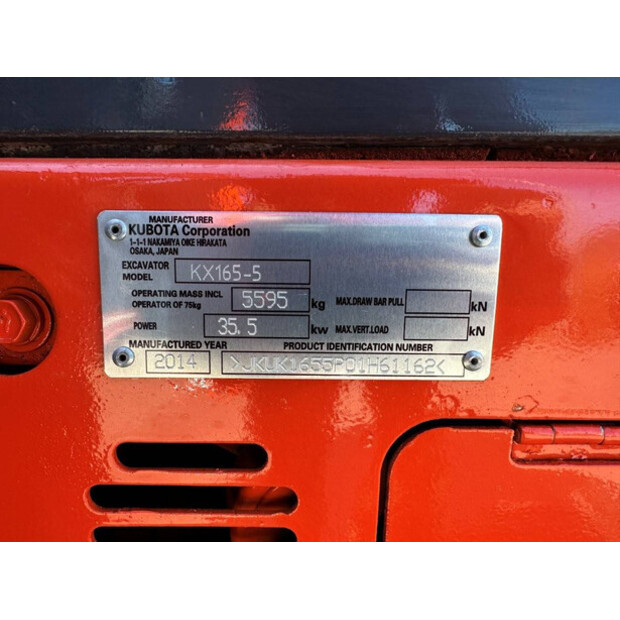 MANUFACTURER
KUBOTA Corporation
1-1-1 NAKAMIYA OIKE HIRAKATA
OSAKA, JAPAN
EXCAVATOR MODEL KX165-5
OPERATING MASS INCL OPERATOR OF 75kg 5595 kg MAX.DRAW BAR PULL kN
POWER 35.5 kw MAX.VERT.LOAD kN
MANUFACTURED YEAR PRODUCT IDENTIFICATION NUMBER
2014 >JKUK1655P01H61162<